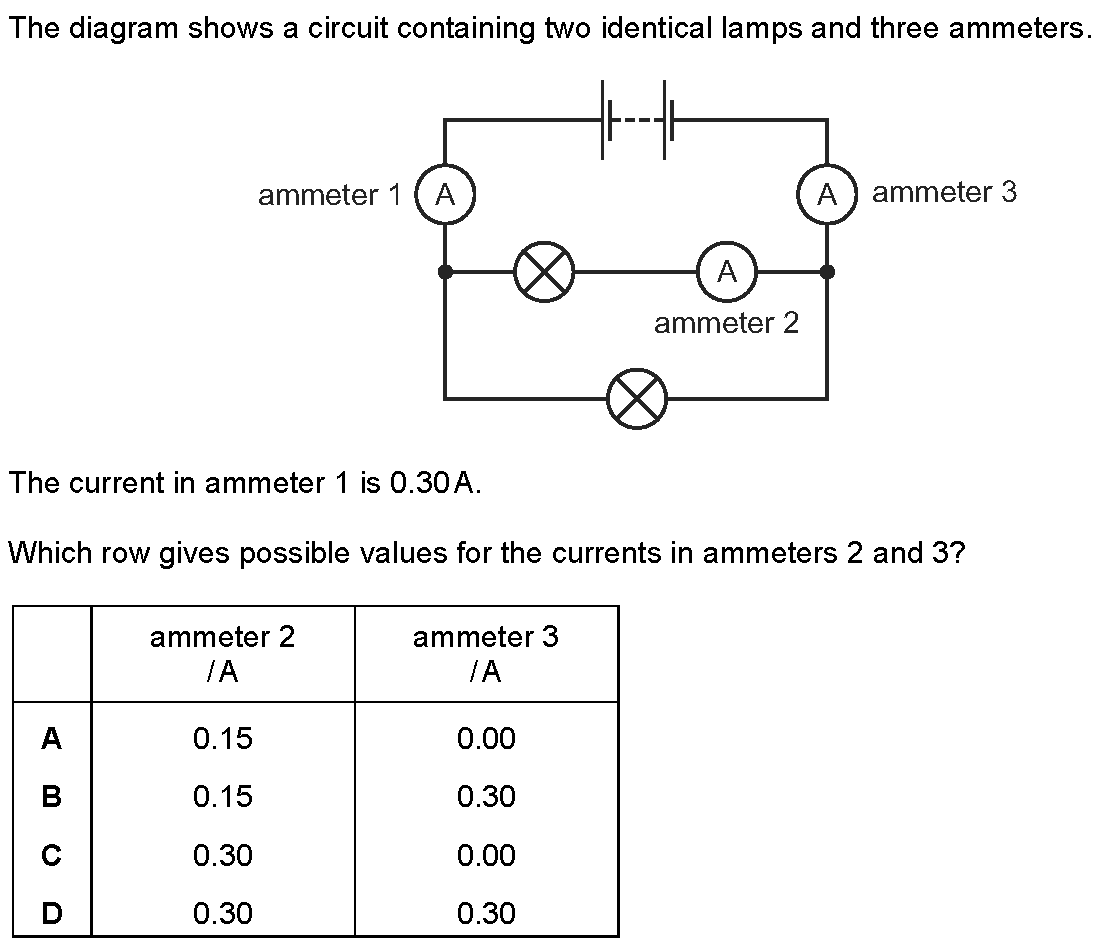 The diagram shows a circuit containing two identical lamps and three ammeters.
ammeter 1 A
A ammeter 3
A
ammeter 2
The current in ammeter 1 is 0.30 A.
Which row gives possible values for the currents in ammeters 2 and 3?
ammeter 2 ammeter 3
/ A / A
A 0.15 0.00
B 0.15 0.30
C 0.30 0.00
D 0.30 0.30